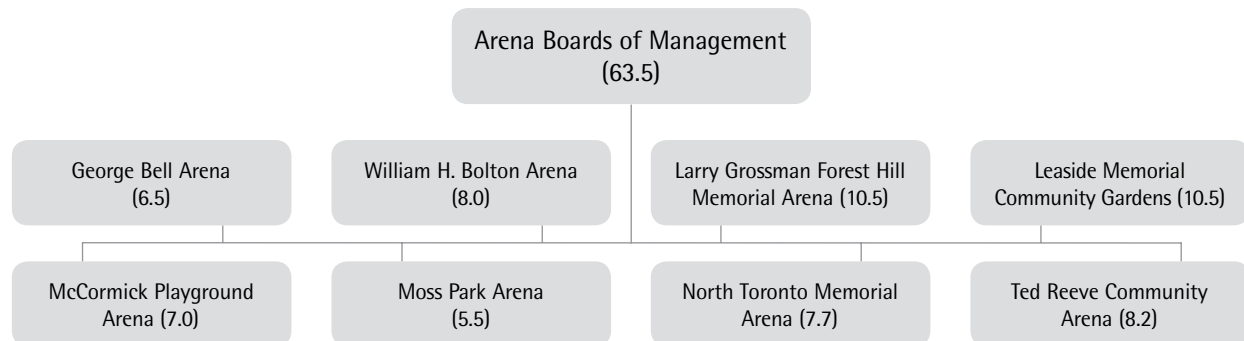 Arena Boards of Management
(63.5)
George Bell Arena
(6.5)
William H. Bolton Arena
(8.0)
Larry Grossman Forest Hill
Memorial Arena (10.5)
Leaside Memorial
Community Gardens (10.5)
McCormick Playground
Arena (7.0)
Moss Park Arena
(5.5)
North Toronto Memorial
Arena (7.7)
Ted Reeve Community
Arena (8.2)